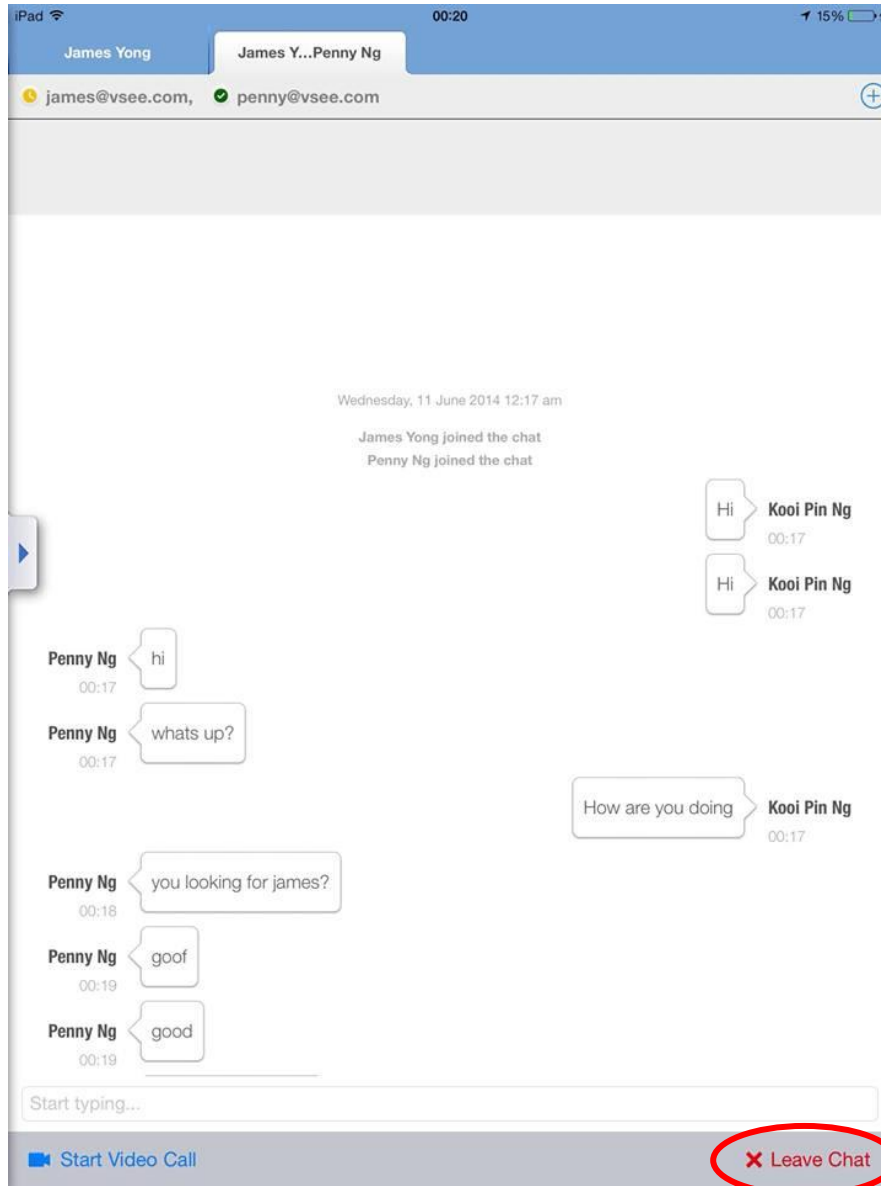 iPad 00:20 15%
James Yong James Y...Penny Ng
james@vsee.com, penny@vsee.com
Wednesday, 11 June 2014 12:17 am
James Yong joined the chat
Penny Ng joined the chat
Hi Kooi Pin Ng
00:17
Hi Kooi Pin Ng
00:17
Penny Ng hi
00:17
Penny Ng whats up?
00:17
How are you doing Kooi Pin Ng
00:17
Penny Ng you looking for james?
00:18
Penny Ng goof
00:19
Penny Ng good
00:19
Start typing...
Start Video Call Leave Chat